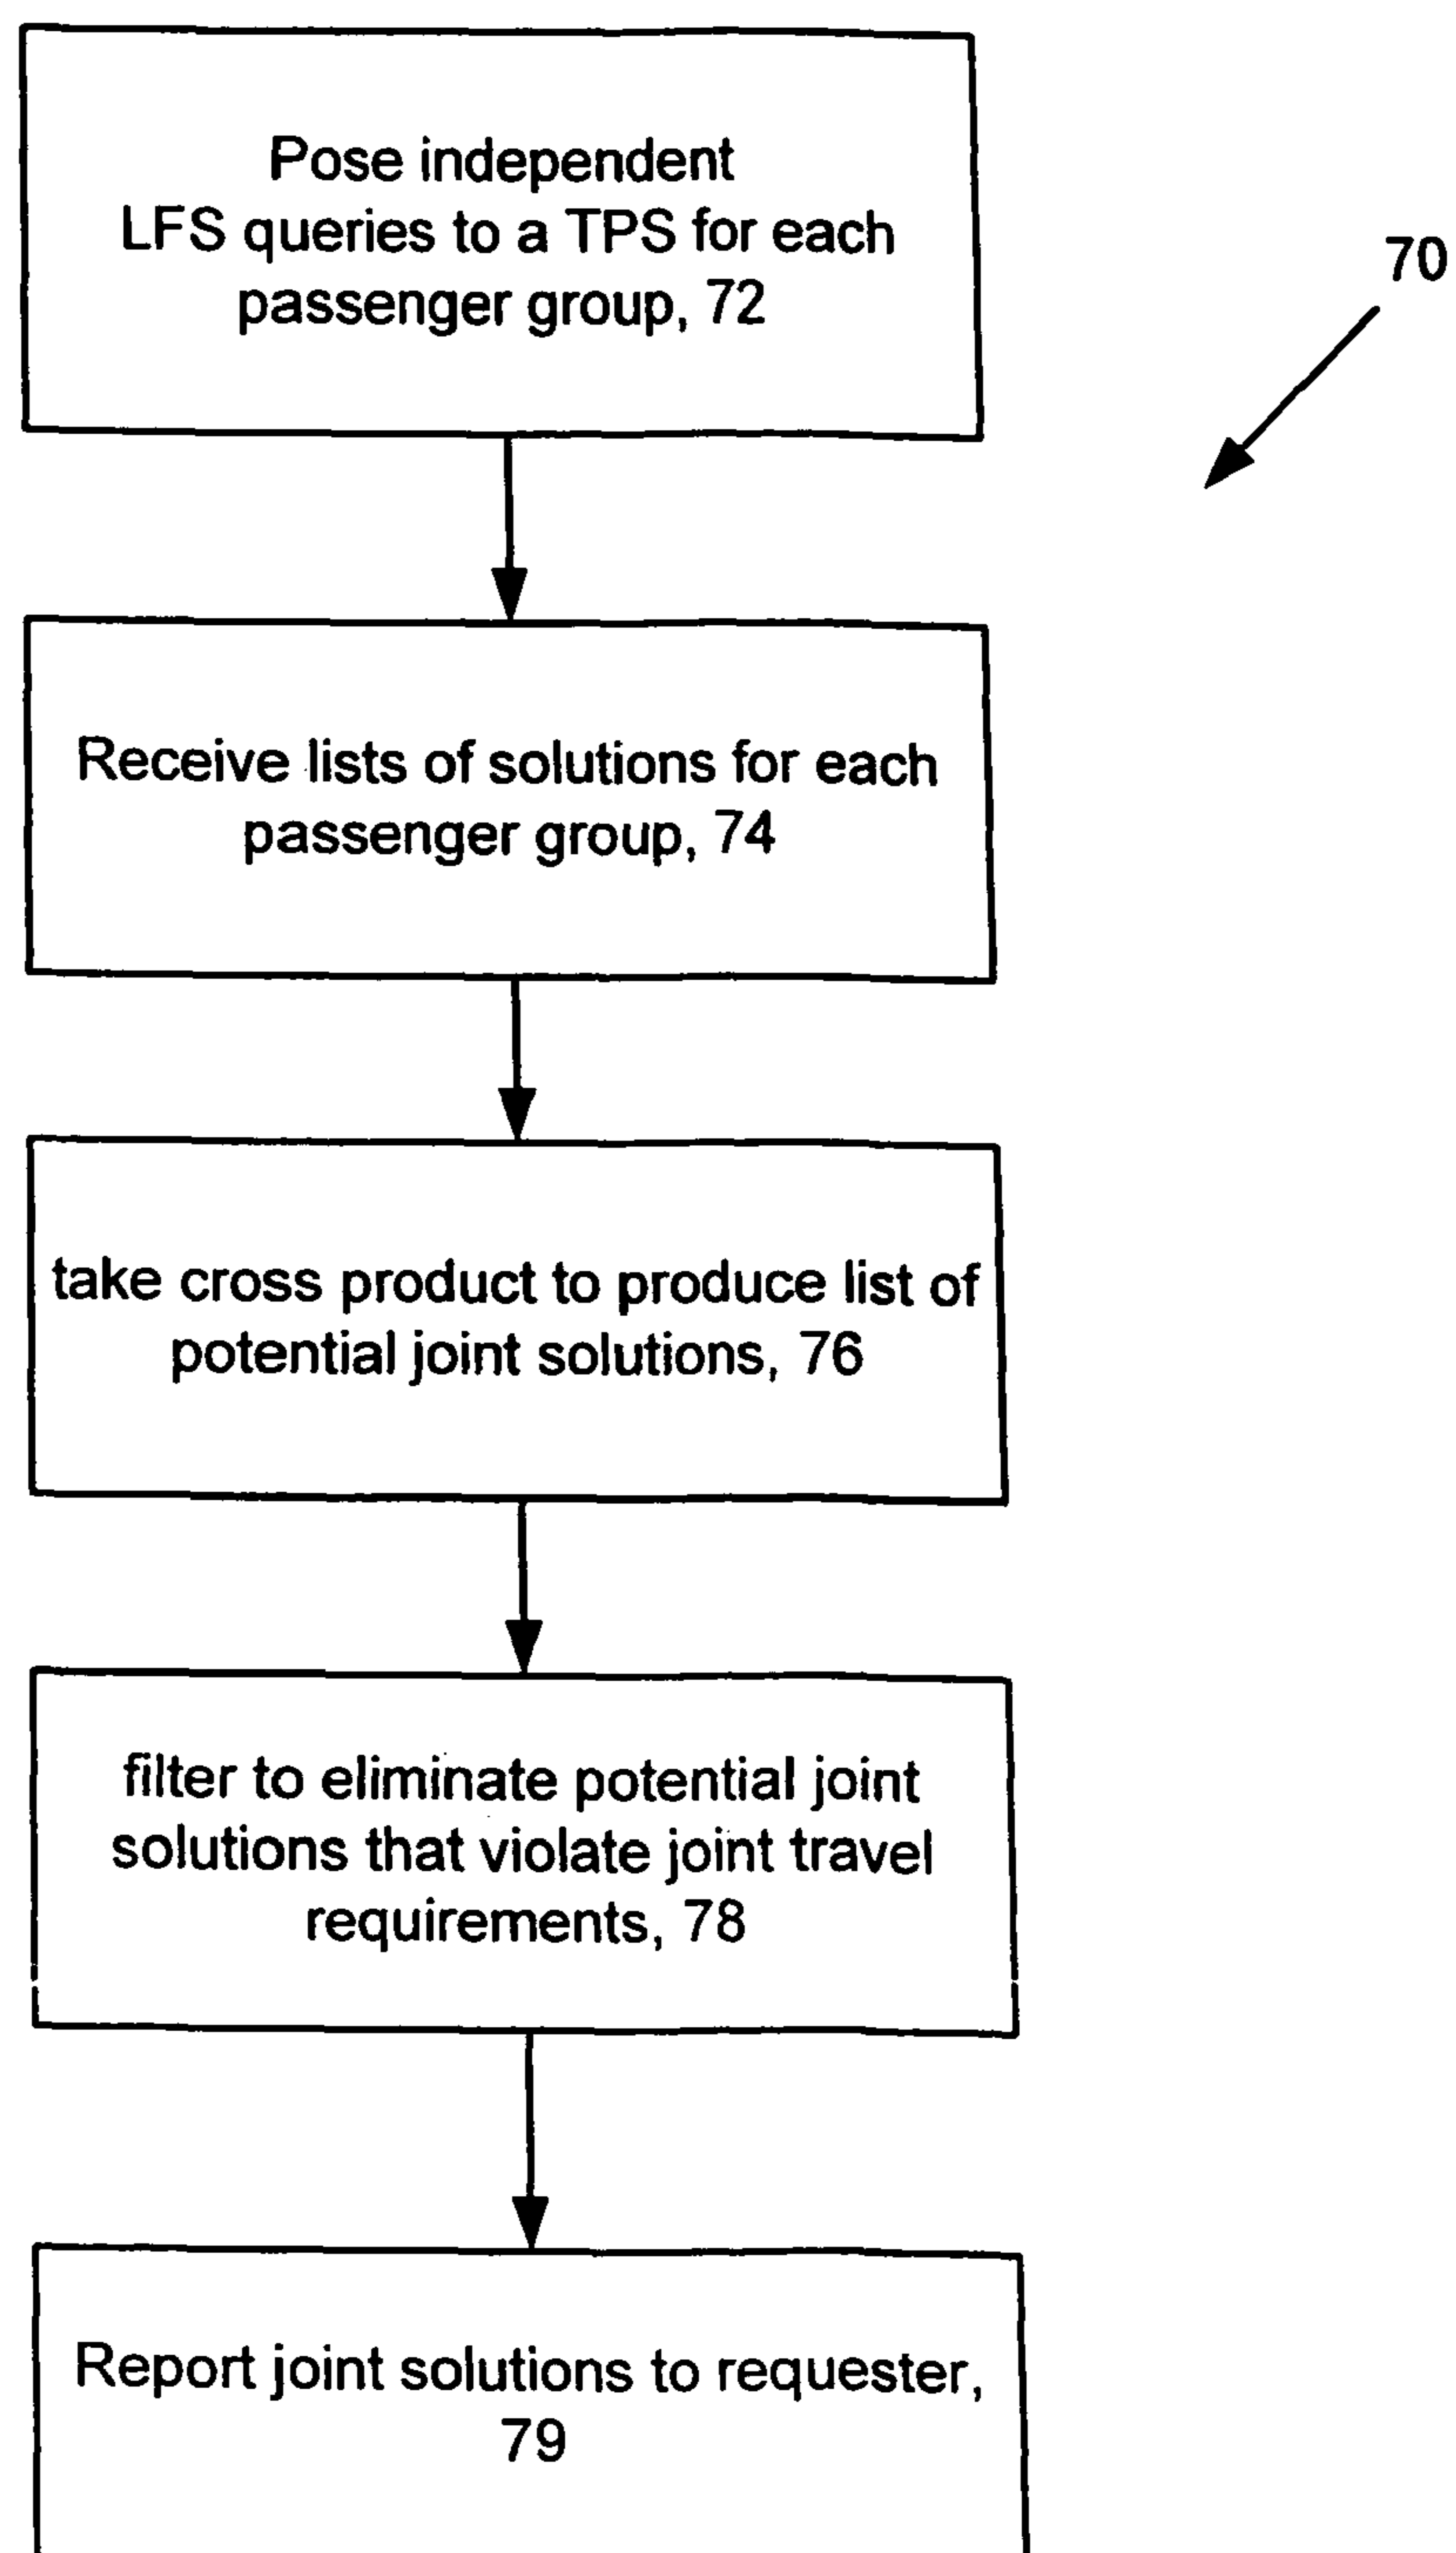 Pose independent
LFS queries to a TPS for each
passenger group, 72
70
Receive lists of solutions for each
passenger group, 74
take cross product to produce list of
potential joint solutions, 76
filter to eliminate potential joint
solutions that violate joint travel
requirements, 78
Report joint solutions to requester,
79